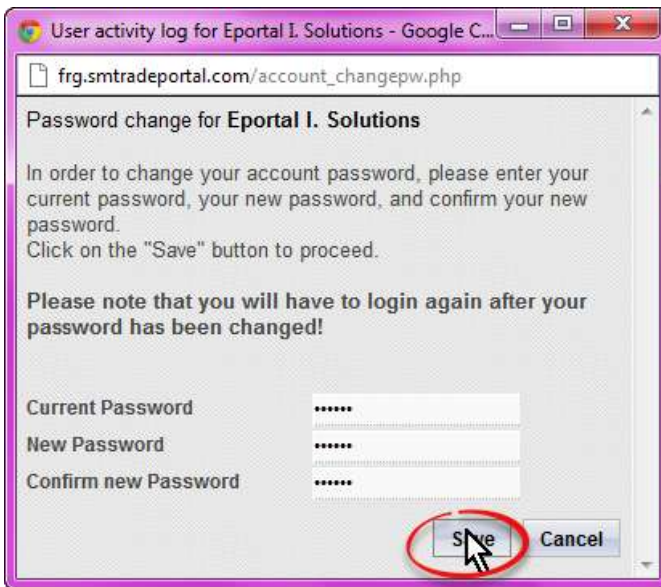 User activity log for Eportal I. Solutions - Google C...
frg.smtradeportal.com/account_changepw.php
Password change for Eportal I. Solutions
In order to change your account password, please enter your
current password, your new password, and confirm your new
password.
Click on the "Save" button to proceed.
Please note that you will have to login again after your
password has been changed!
Current Password ••••••
New Password ••••••
Confirm new Password ••••••
Save Cancel